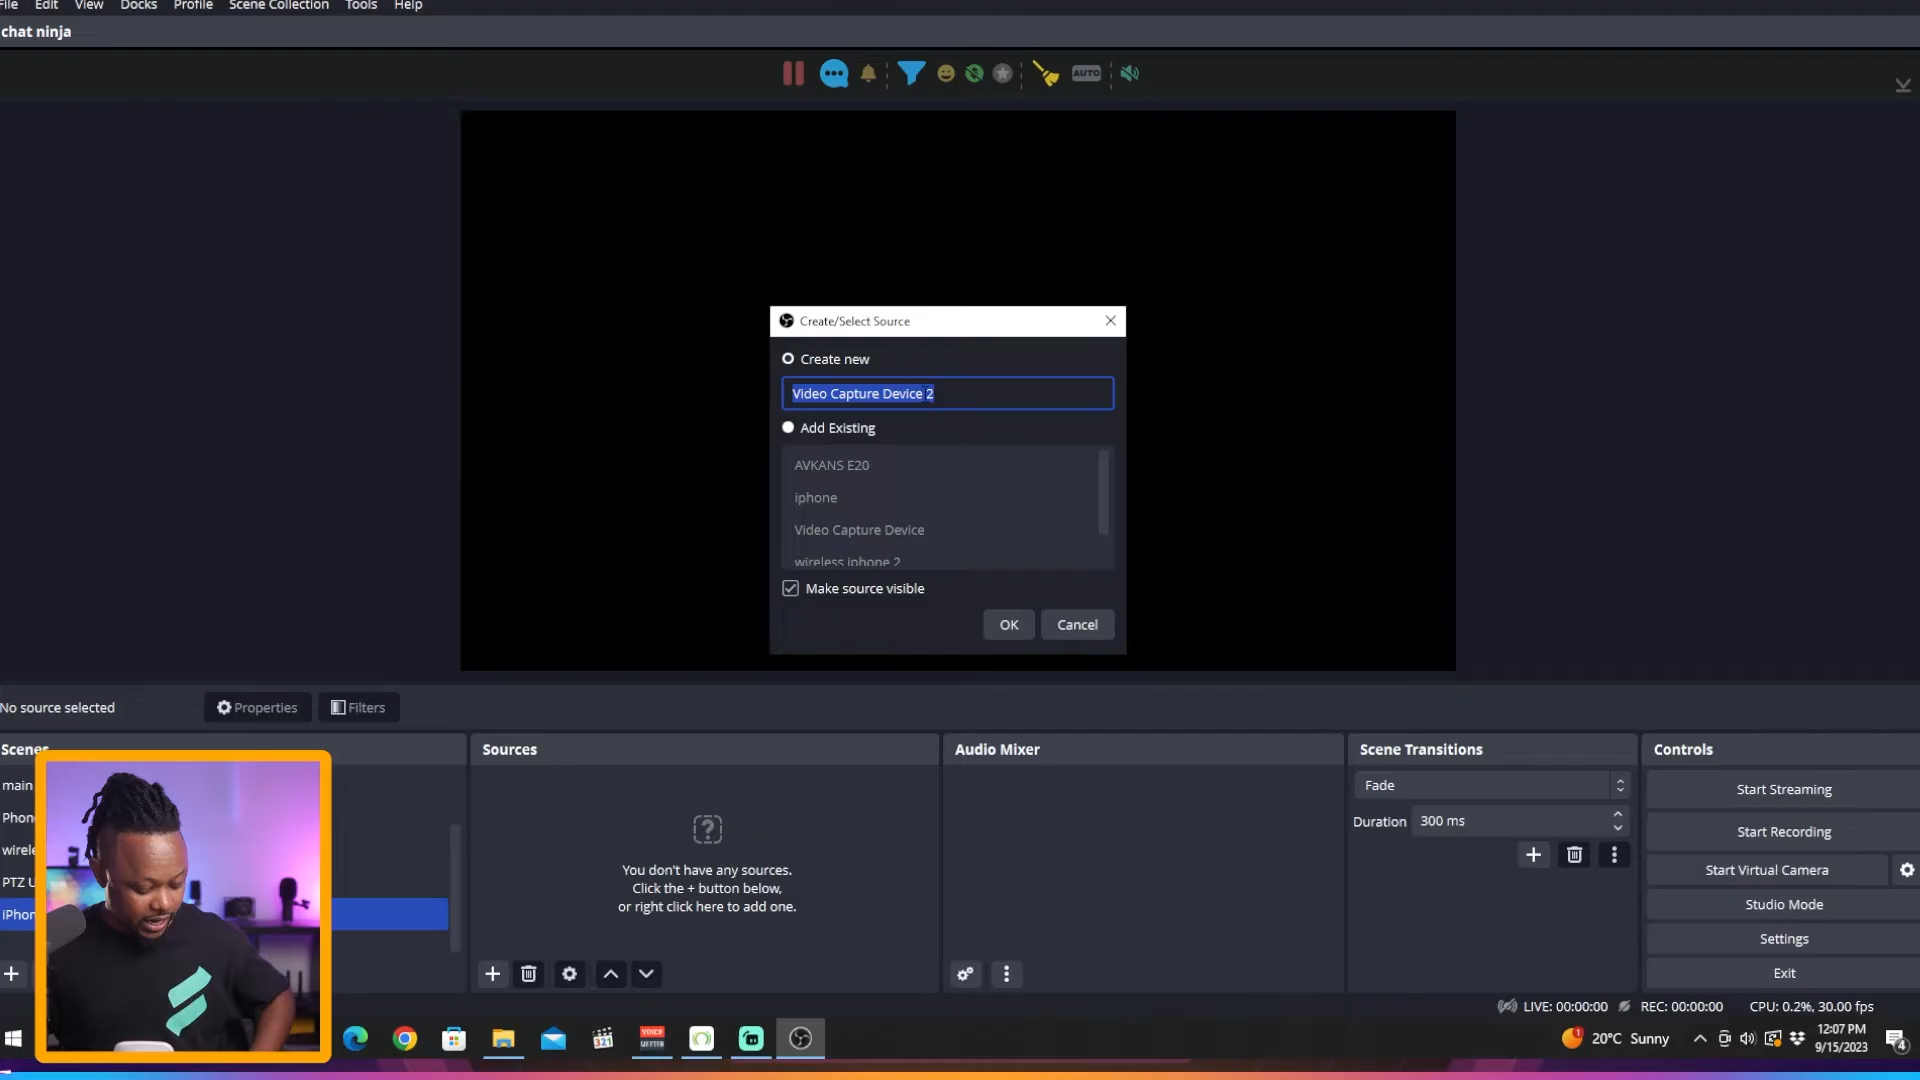 File Edit View Docks Profile Scene Collection Tools Help
chat ninja
AUTO
Create/Select Source
Create new
Video Capture Device 2
Add Existing
AVKANS E20
iphone
Video Capture Device
wireless iphone 2
Make source visible
OK Cancel
No source selected Properties Filters
Scenes
main
Phon
wirele
PTZ U
iPhon
Sources
You don't have any sources.
Click the + button below,
or right click here to add one.
Audio Mixer
Scene Transitions
Fade
Duration 300 ms
Controls
Start Streaming
Start Recording
Start Virtual Camera
Studio Mode
Settings
Exit
LIVE: 00:00:00 REC: 00:00:00 CPU: 0.2%, 30.00 fps
321
VOICE
1
20°C Sunny
12:07 PM
9/15/2023
4